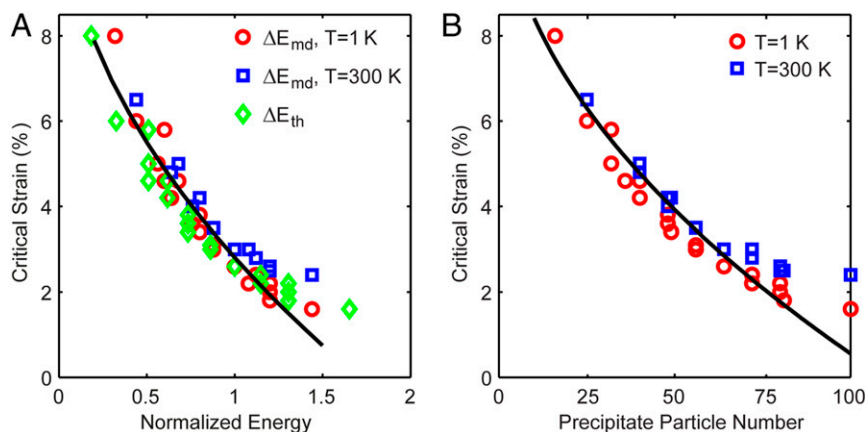 A
8
6
4
2
0
Critical Strain (%)
0
0.5
1
1.5
2
Normalized Energy
ΔE_md, T=1 K
ΔE_md, T=300 K
ΔE_th
B
8
6
4
2
0
Critical Strain (%)
0
25
50
75
100
Precipitate Particle Number
T=1 K
T=300 K